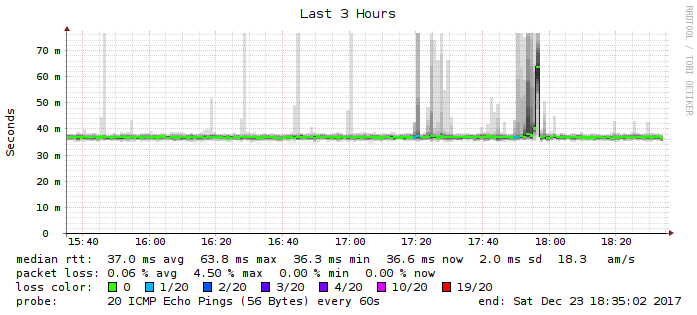 Last 3 Hours
RRDTOOL / TOBI OETIKER
Seconds
70 m
60 m
50 m
40 m
30 m
20 m
10 m
0
15:40 16:00 16:20 16:40 17:00 17:20 17:40 18:00 18:20
median rtt: 37.0 ms avg 63.8 ms max 36.3 ms min 36.6 ms now 2.0 ms sd 18.3 am/s
packet loss: 0.06 % avg 4.50 % max 0.00 % min 0.00 % now
loss color: 0 1/20 2/20 3/20 4/20 10/20 19/20
probe: 20 ICMP Echo Pings (56 Bytes) every 60s end: Sat Dec 23 18:35:02 2017